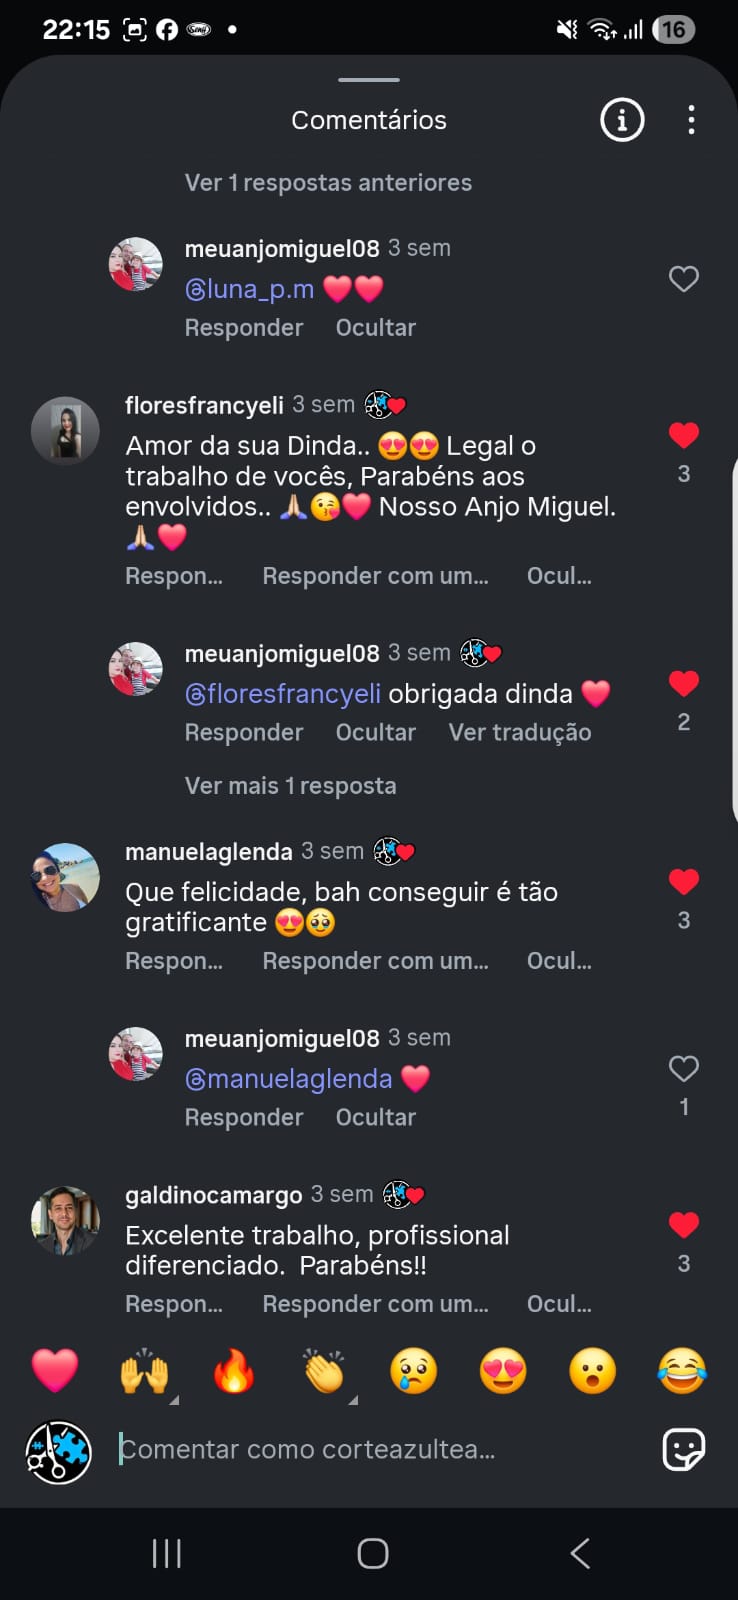 22:15
16
Comentários
Ver 1 respostas anteriores
meuanjomiguel08 3 sem
@luna_p.m ❤️❤️
Responder Ocultar
floresfrancyeli 3 sem
Amor da sua Dinda.. 😍😍 Legal o
trabalho de vocês, Parabéns aos
envolvidos.. 🙏🏻😘❤️ Nosso Anjo Miguel.
🙏🏻❤️
Respon... Responder com um... Ocul...
3
meuanjomiguel08 3 sem
@floresfrancyeli obrigada dinda ❤️
Responder Ocultar Ver tradução
2
Ver mais 1 resposta
manuelaglenda 3 sem
Que felicidade, bah conseguir é tão
gratificante 😍🥹
Respon... Responder com um... Ocul...
3
meuanjomiguel08 3 sem
@manuelaglenda ❤️
Responder Ocultar
1
galdinocamargo 3 sem
Excelente trabalho, profissional
diferenciado.  Parabéns!!
Respon... Responder com um... Ocul...
3
❤️ 🙌 🔥 👏 😢 😍 😮 😂
Comentar como corteazultea...